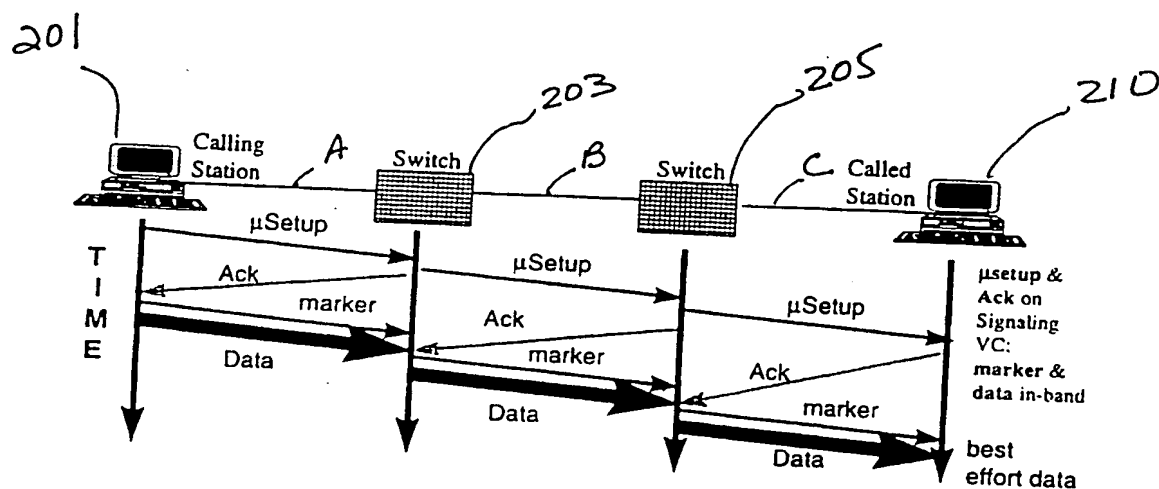 201
203
205
210
Calling
Station
A
Switch
B
Switch
C
Called
Station
TIME
μSetup
Ack
marker
Data
μSetup
Ack
marker
Data
μSetup
Ack
marker
Data
μsetup &
Ack on
Signaling
VC:
marker &
data in-band
best
effort data